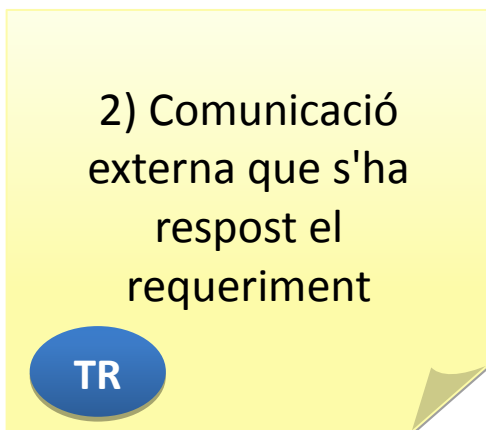 2) Comunicació
externa que s'ha
respost el
requeriment
TR